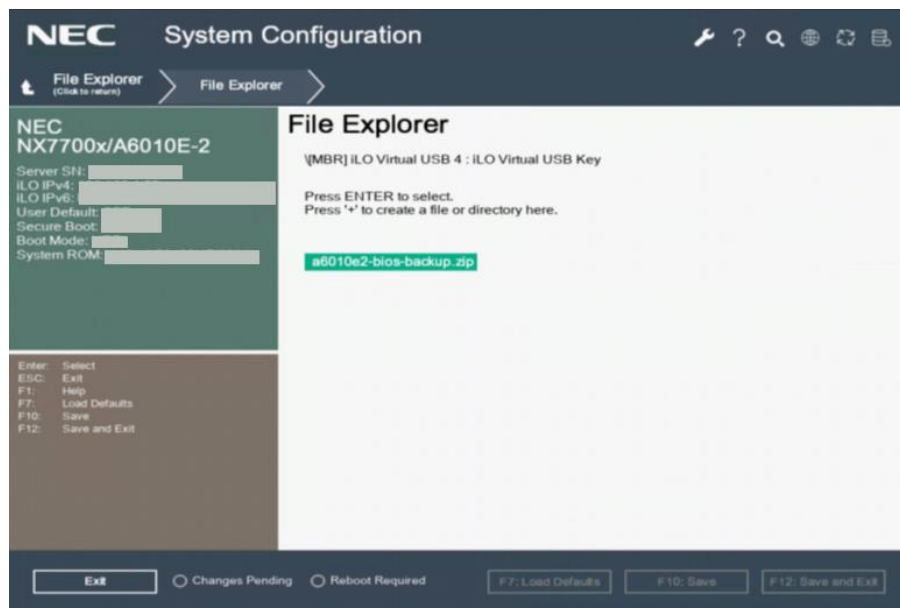 NEC System Configuration
File Explorer
(Click to return)
File Explorer
NEC
NX7700x/A6010E-2
Server SN:
iLO IPv4:
iLO IPv6:
User Default:
Secure Boot:
Boot Mode:
System ROM:
Enter: Select
ESC: Exit
F1: Help
F7: Load Defaults
F10: Save
F12: Save and Exit
File Explorer
\[MBR] iLO Virtual USB 4 : iLO Virtual USB Key
Press ENTER to select.
Press '+' to create a file or directory here.
a6010e2-bios-backup.zip
Exit Changes Pending Reboot Required F7: Load Defaults F10: Save F12: Save and Exit